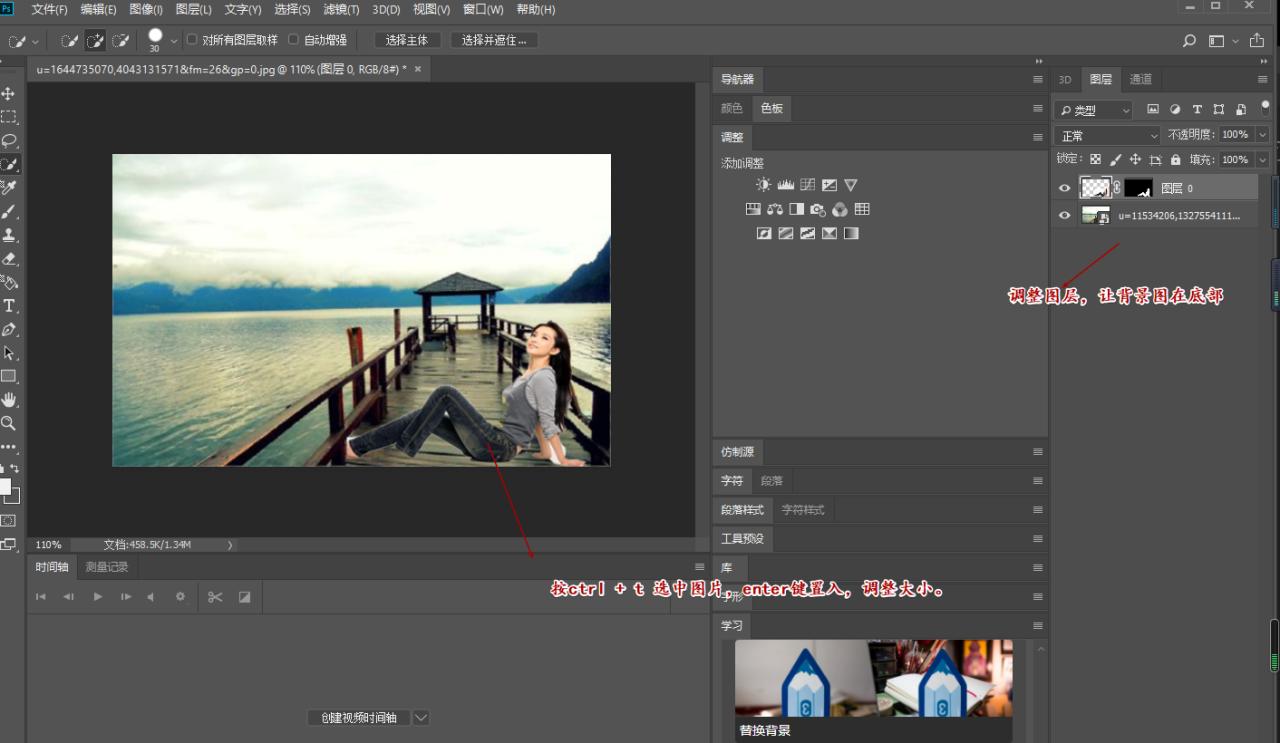 Ps 文件(F) 编辑(E) 图像(I) 图层(L) 文字(Y) 选择(S) 滤镜(T) 3D(D) 视图(V) 窗口(W) 帮助(H)
30 对所有图层取样 自动增强 选择主体 选择并遮住...
u=1644735070,4043131571&fm=26&gp=0.jpg @ 110% (图层 0, RGB/8#) * ×
导航器
颜色 色板
调整
添加调整
3D 图层 通道
类型
正常 不透明度: 100%
锁定: 填充: 100%
图层 0
u=11534206,1327554111...
调整图层，让背景图在底部
仿制源
字符 段落
段落样式 字符样式
工具预设
库
字形
学习
替换背景
110% 文档:458.5K/1.34M
时间轴 测量记录
按ctrl + t 选中图片，enter键置入，调整大小。
创建视频时间轴